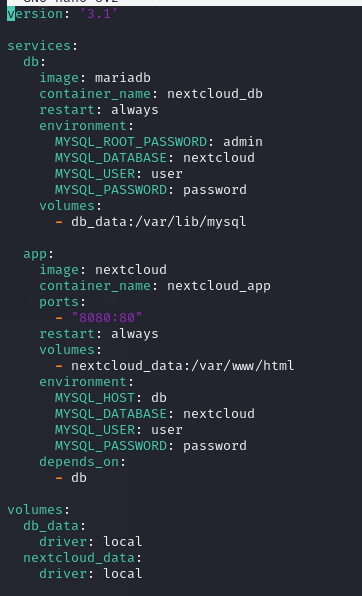 version: '3.1'
services:
  db:
    image: mariadb
    container_name: nextcloud_db
    restart: always
    environment:
      MYSQL_ROOT_PASSWORD: admin
      MYSQL_DATABASE: nextcloud
      MYSQL_USER: user
      MYSQL_PASSWORD: password
    volumes:
      - db_data:/var/lib/mysql
  app:
    image: nextcloud
    container_name: nextcloud_app
    ports:
      - "8080:80"
    restart: always
    volumes:
      - nextcloud_data:/var/www/html
    environment:
      MYSQL_HOST: db
      MYSQL_DATABASE: nextcloud
      MYSQL_USER: user
      MYSQL_PASSWORD: password
    depends_on:
      - db
volumes:
  db_data:
    driver: local
  nextcloud_data:
    driver: local